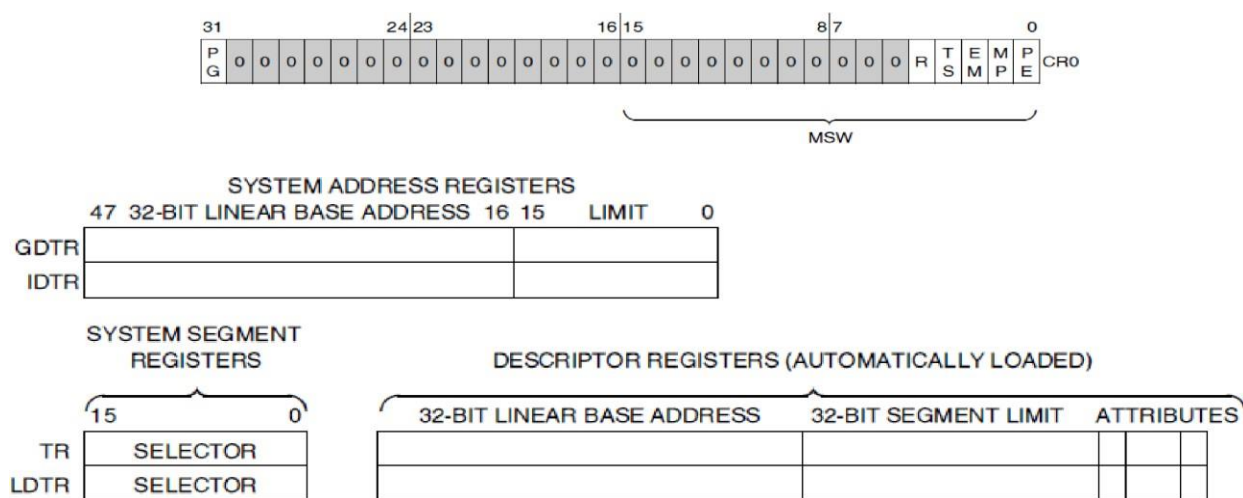 31 24 23 16 15 8 7 0
P T E M P
0 0 0 0 0 0 0 0 0 0 0 0 0 0 0 0 0 0 0 0 0 0 0 0 0 0 R CR0
G S M P E
MSW
SYSTEM ADDRESS REGISTERS
47 32-BIT LINEAR BASE ADDRESS 16 15 LIMIT 0
GDTR
IDTR
SYSTEM SEGMENT
REGISTERS
DESCRIPTOR REGISTERS (AUTOMATICALLY LOADED)
15 0 32-BIT LINEAR BASE ADDRESS 32-BIT SEGMENT LIMIT ATTRIBUTES
TR SELECTOR
LDTR SELECTOR